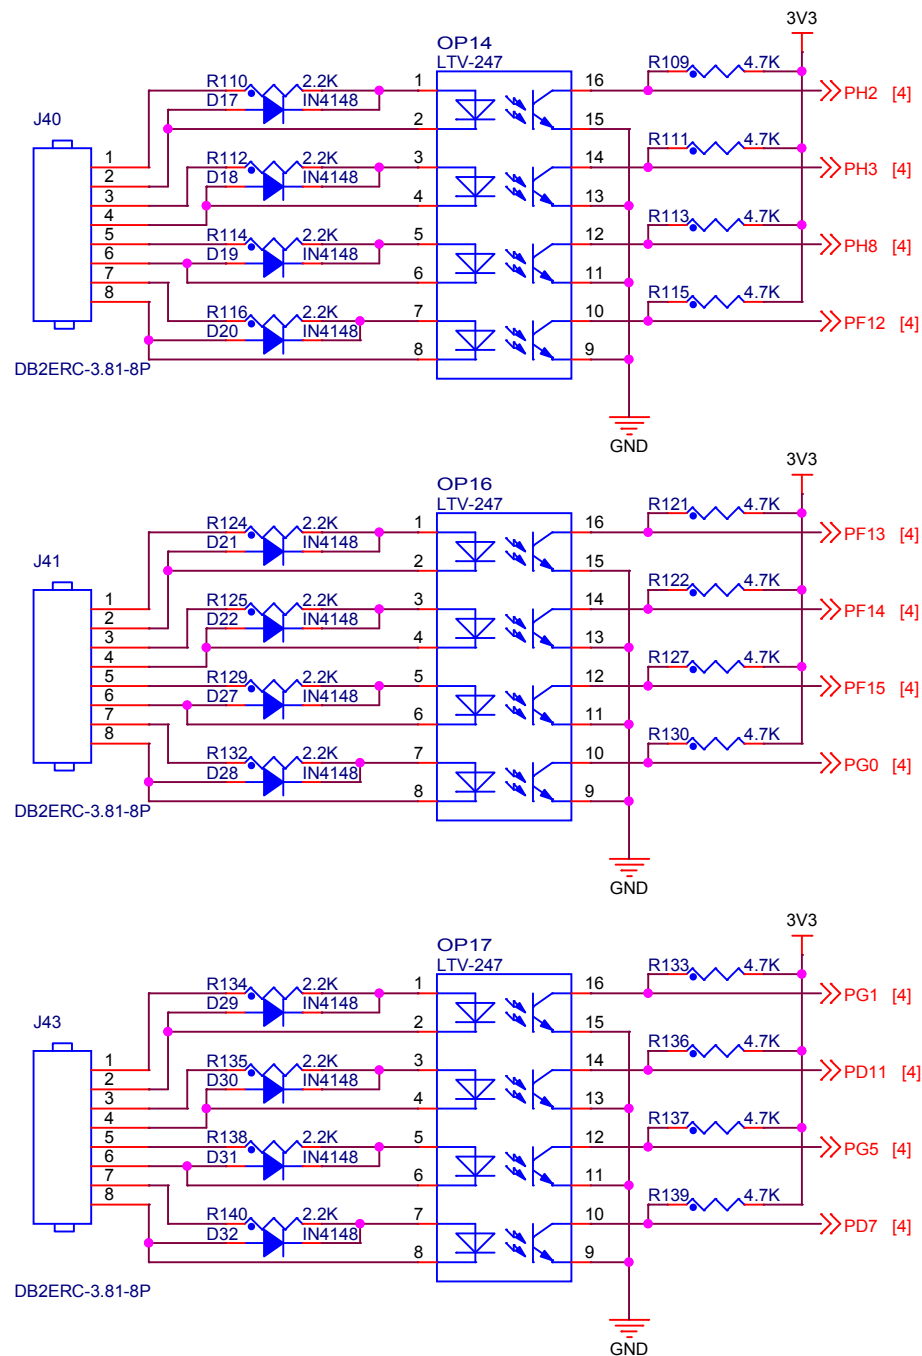 3V3
OP14
LTV-247
R110 2.2K
D17 IN4148
1 16
R109 4.7K
PH2 [4]
2 15
J40
1
2
3
4
5
6
7
8
DB2ERC-3.81-8P
R112 2.2K
D18 IN4148
3 14
R111 4.7K
PH3 [4]
4 13
R114 2.2K
D19 IN4148
5 12
R113 4.7K
PH8 [4]
6 11
R116 2.2K
D20 IN4148
7 10
R115 4.7K
PF12 [4]
8 9
GND
3V3
OP16
LTV-247
R124 2.2K
D21 IN4148
1 16
R121 4.7K
PF13 [4]
2 15
J41
1
2
3
4
5
6
7
8
DB2ERC-3.81-8P
R125 2.2K
D22 IN4148
3 14
R122 4.7K
PF14 [4]
4 13
R129 2.2K
D27 IN4148
5 12
R127 4.7K
PF15 [4]
6 11
R132 2.2K
D28 IN4148
7 10
R130 4.7K
PG0 [4]
8 9
GND
3V3
OP17
LTV-247
R134 2.2K
D29 IN4148
1 16
R133 4.7K
PG1 [4]
2 15
J43
1
2
3
4
5
6
7
8
DB2ERC-3.81-8P
R135 2.2K
D30 IN4148
3 14
R136 4.7K
PD11 [4]
4 13
R138 2.2K
D31 IN4148
5 12
R137 4.7K
PG5 [4]
6 11
R140 2.2K
D32 IN4148
7 10
R139 4.7K
PD7 [4]
8 9
GND